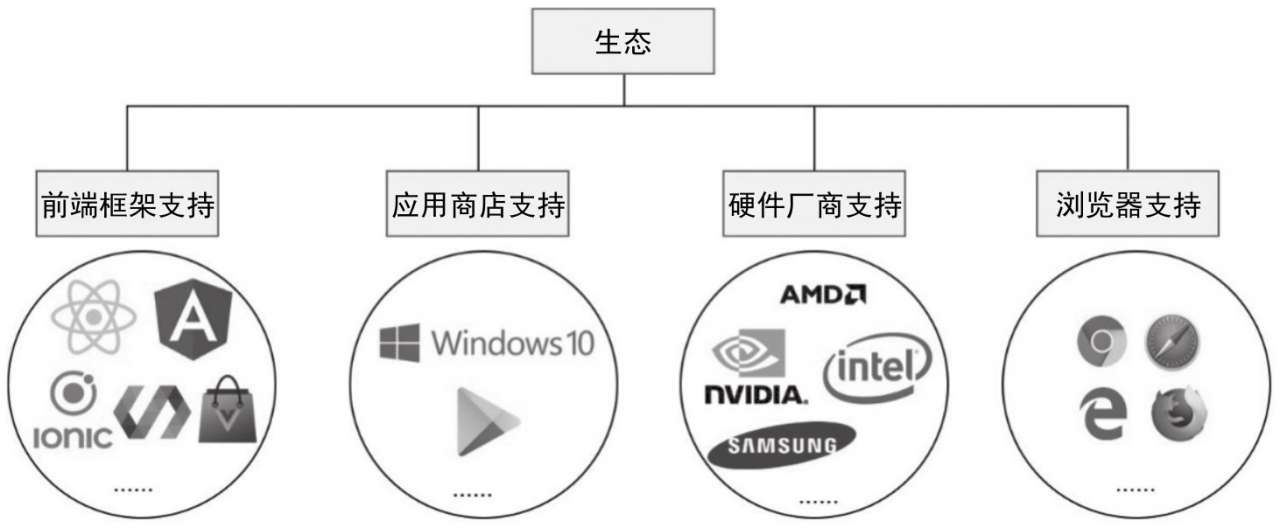 生态
前端框架支持
应用商店支持
硬件厂商支持
浏览器支持
A
IONIC
V
......
Windows 10
......
AMD
NVIDIA.
intel
SAMSUNG
......
......